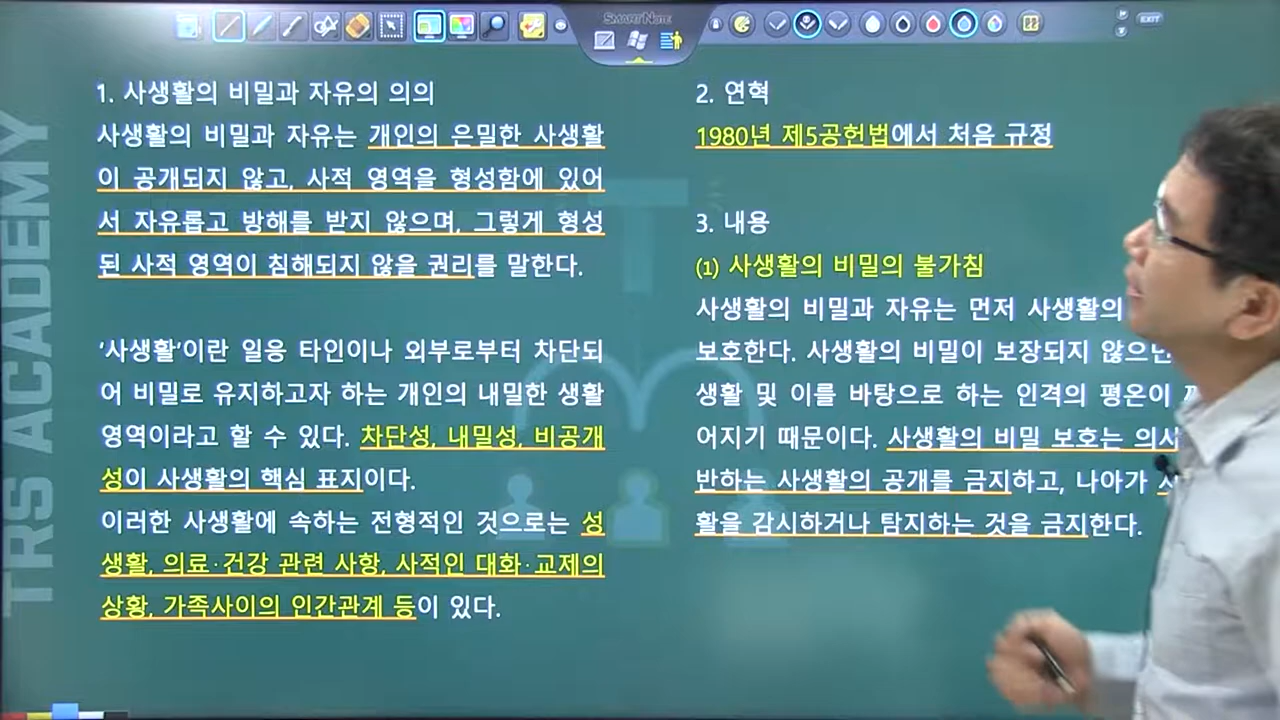 SMARTNOTE
EXIT
TRS ACADEMY
1. 사생활의 비밀과 자유의 의의
사생활의 비밀과 자유는 개인의 은밀한 사생활
이 공개되지 않고, 사적 영역을 형성함에 있어
서 자유롭고 방해를 받지 않으며, 그렇게 형성
된 사적 영역이 침해되지 않을 권리를 말한다.
‘사생활’이란 일응 타인이나 외부로부터 차단되
어 비밀로 유지하고자 하는 개인의 내밀한 생활
영역이라고 할 수 있다. 차단성, 내밀성, 비공개
성이 사생활의 핵심 표지이다.
이러한 사생활에 속하는 전형적인 것으로는 성
생활, 의료·건강 관련 사항, 사적인 대화·교제의
상황, 가족사이의 인간관계 등이 있다.
2. 연혁
1980년 제5공헌법에서 처음 규정
3. 내용
(1) 사생활의 비밀의 불가침
사생활의 비밀과 자유는 먼저 사생활의
보호한다. 사생활의 비밀이 보장되지 않으면
생활 및 이를 바탕으로 하는 인격의 평온이
어지기 때문이다. 사생활의 비밀 보호는 의사
반하는 사생활의 공개를 금지하고, 나아가
활을 감시하거나 탐지하는 것을 금지한다.